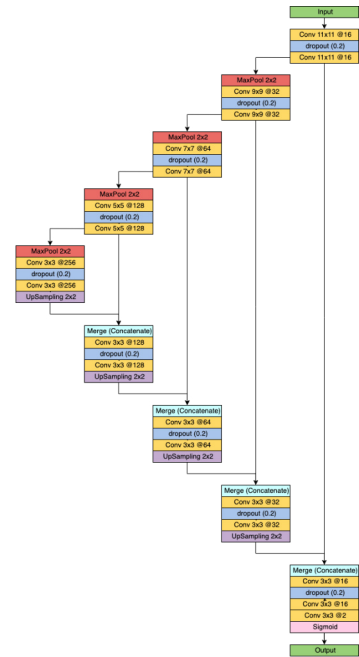 Input
Conv 11x11 @16
dropout (0.2)
Conv 11x11 @16
MaxPool 2x2
Conv 9x9 @32
dropout (0.2)
Conv 9x9 @32
MaxPool 2x2
Conv 7x7 @64
dropout (0.2)
Conv 7x7 @64
MaxPool 2x2
Conv 5x5 @128
dropout (0.2)
Conv 5x5 @128
MaxPool 2x2
Conv 3x3 @256
dropout (0.2)
Conv 3x3 @256
UpSampling 2x2
Merge (Concatenate)
Conv 3x3 @128
dropout (0.2)
Conv 3x3 @128
UpSampling 2x2
Merge (Concatenate)
Conv 3x3 @64
dropout (0.2)
Conv 3x3 @64
UpSampling 2x2
Merge (Concatenate)
Conv 3x3 @32
dropout (0.2)
Conv 3x3 @32
UpSampling 2x2
Merge (Concatenate)
Conv 3x3 @16
dropout (0.2)
Conv 3x3 @16
Conv 3x3 @2
Sigmoid
Output